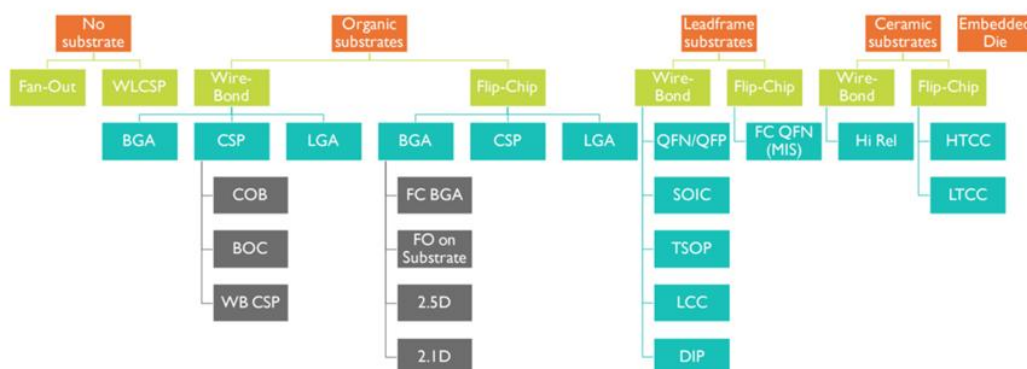 No
substrate
Organic
substrates
Leadframe
substrates
Ceramic
substrates
Embedded
Die
Fan-Out
WLCSP
Wire-
Bond
Flip-Chip
Wire-
Bond
Flip-Chip
Wire-
Bond
Flip-Chip
BGA
CSP
LGA
BGA
CSP
LGA
QFN/QFP
FC QFN
(MIS)
Hi Rel
HTCC
COB
FC BGA
SOIC
LTCC
BOC
FO on
Substrate
TSOP
WB CSP
2.5D
LCC
2.1D
DIP